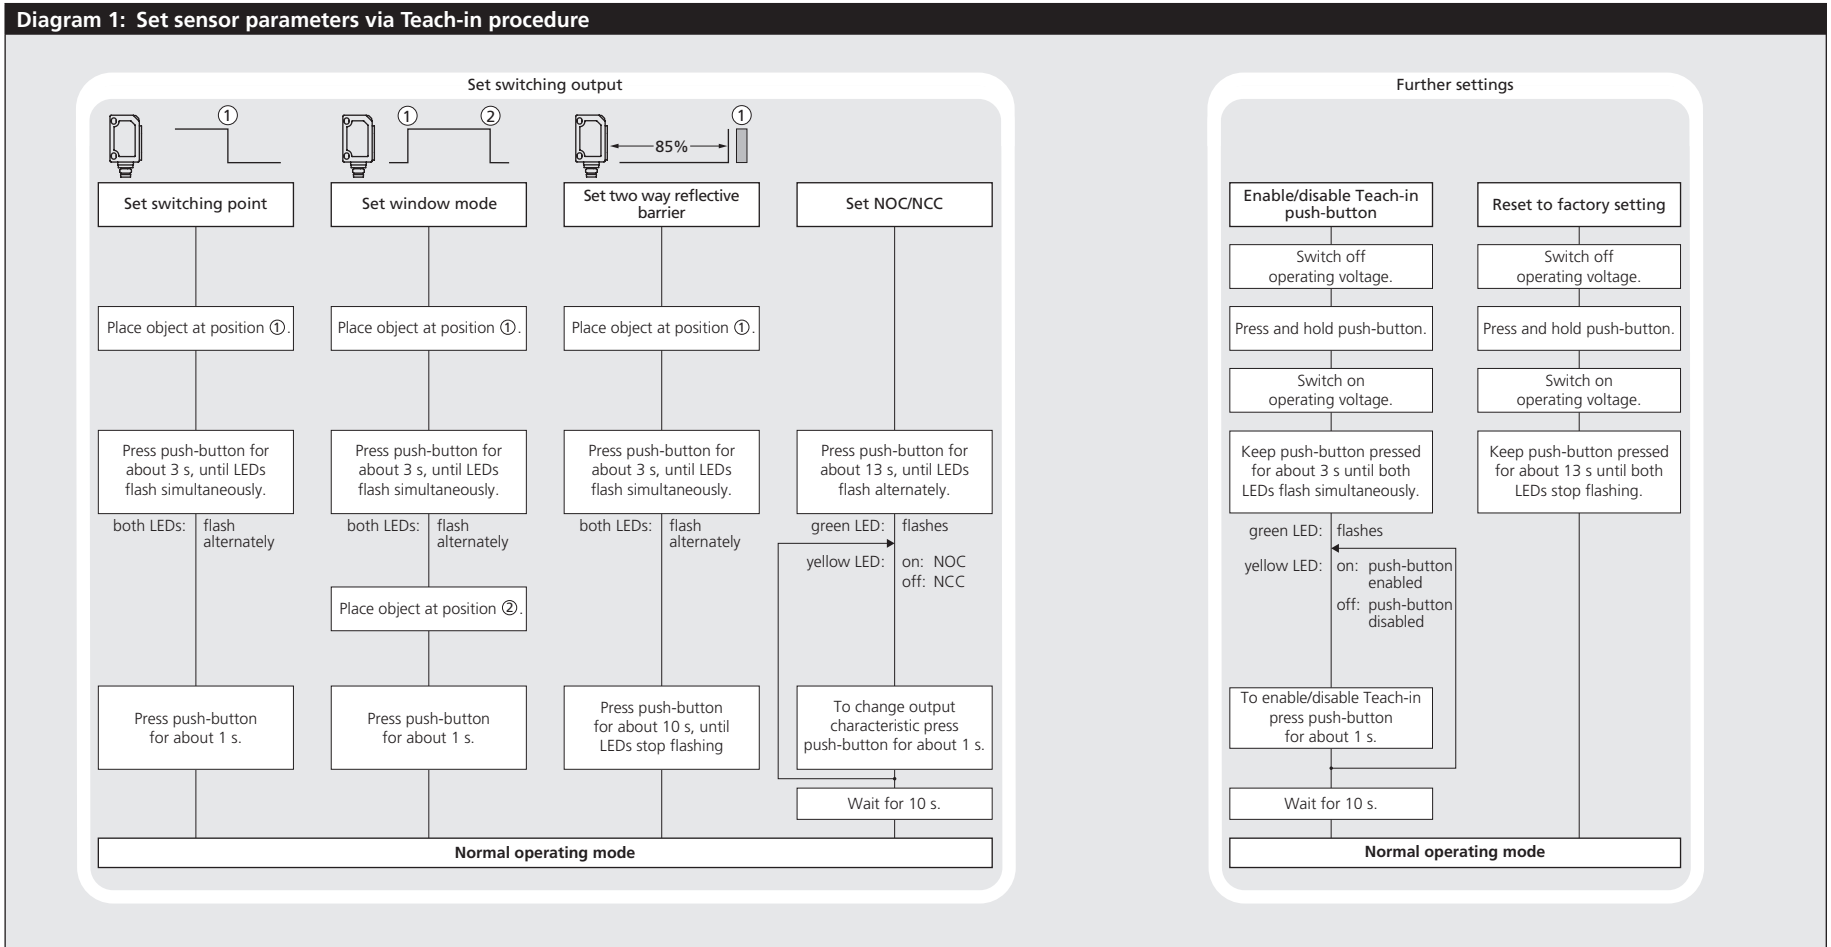 Diagram 1: Set sensor parameters via Teach-in procedure
Set switching output
①
Set switching point
Place object at position ①.
Press push-button for
about 3 s, until LEDs
flash simultaneously.
both LEDs: flash
alternately
Press push-button
for about 1 s.
① ②
Set window mode
Place object at position ①.
Press push-button for
about 3 s, until LEDs
flash simultaneously.
both LEDs: flash
alternately
Place object at position ②.
Press push-button
for about 1 s.
①
85%
Set two way reflective
barrier
Place object at position ①.
Press push-button for
about 3 s, until LEDs
flash simultaneously.
both LEDs: flash
alternately
Press push-button
for about 10 s, until
LEDs stop flashing
Set NOC/NCC
Press push-button for
about 13 s, until LEDs
flash alternately.
green LED: flashes
yellow LED: on: NOC
off: NCC
To change output
characteristic press
push-button for about 1 s.
Wait for 10 s.
Normal operating mode
Further settings
Enable/disable Teach-in
push-button
Switch off
operating voltage.
Press and hold push-button.
Switch on
operating voltage.
Keep push-button pressed
for about 3 s until both
LEDs flash simultaneously.
green LED: flashes
yellow LED: on: push-button
enabled
off: push-button
disabled
To enable/disable Teach-in
press push-button
for about 1 s.
Wait for 10 s.
Reset to factory setting
Switch off
operating voltage.
Press and hold push-button.
Switch on
operating voltage.
Keep push-button pressed
for about 13 s until both
LEDs stop flashing.
Normal operating mode